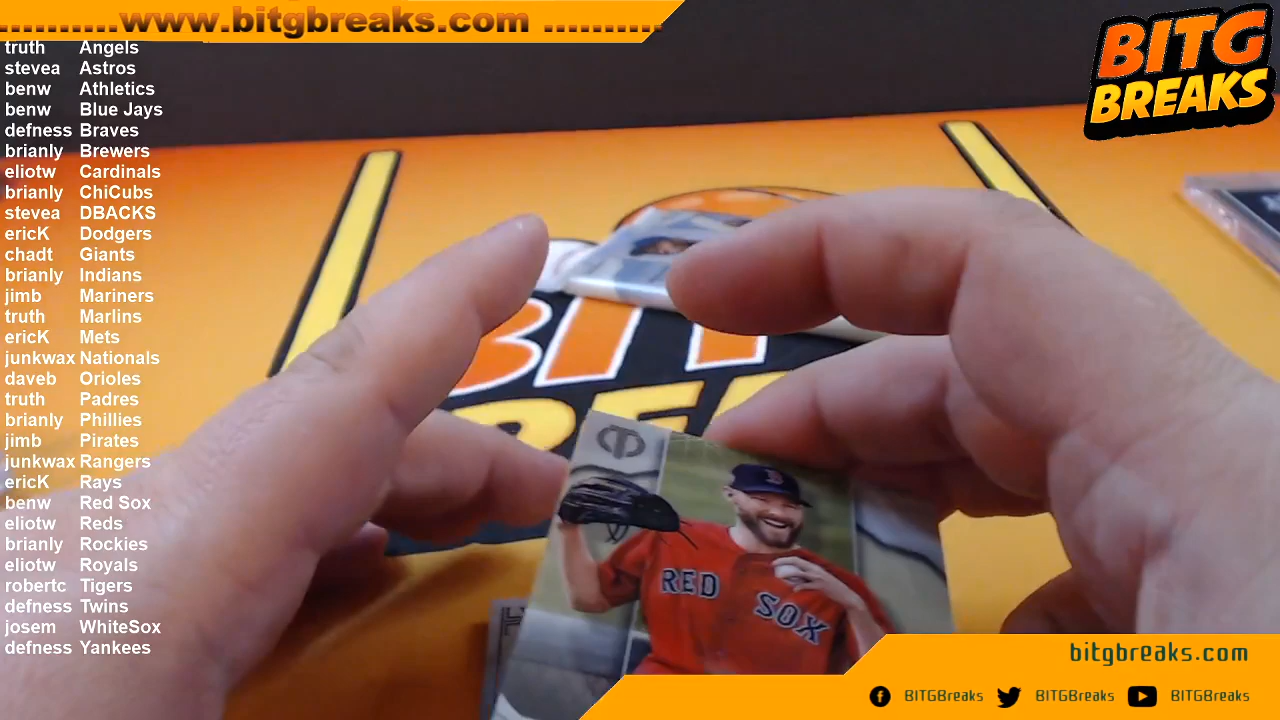 ..........www.bitgbreaks.com ..........
BITG
BREAKS
truth Angels
stevea Astros
benw Athletics
benw Blue Jays
defness Braves
brianly Brewers
eliotw Cardinals
brianly ChiCubs
stevea DBACKS
ericK Dodgers
chadt Giants
brianly Indians
jimb Mariners
truth Marlins
ericK Mets
junkwax Nationals
daveb Orioles
truth Padres
brianly Phillies
jimb Pirates
junkwax Rangers
ericK Rays
benw Red Sox
eliotw Reds
brianly Rockies
eliotw Royals
robertc Tigers
defness Twins
josem WhiteSox
defness Yankees
RED SOX
bitgbreaks.com
BITGBreaks BITGBreaks BITGBreaks